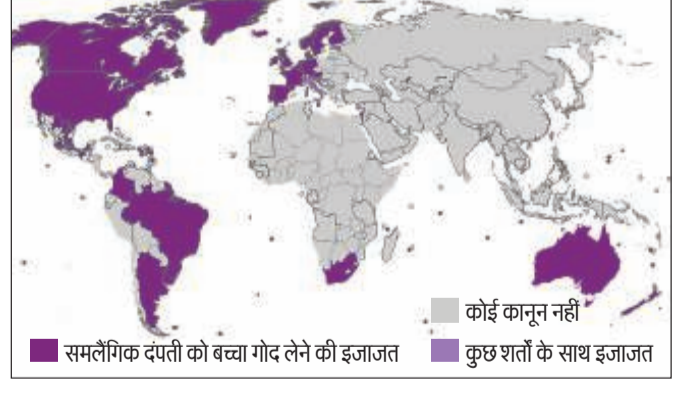 कोई कानून नहीं
समलैंगिक दंपती को बच्चा गोद लेने की इजाजत
कुछ शर्तों के साथ इजाजत